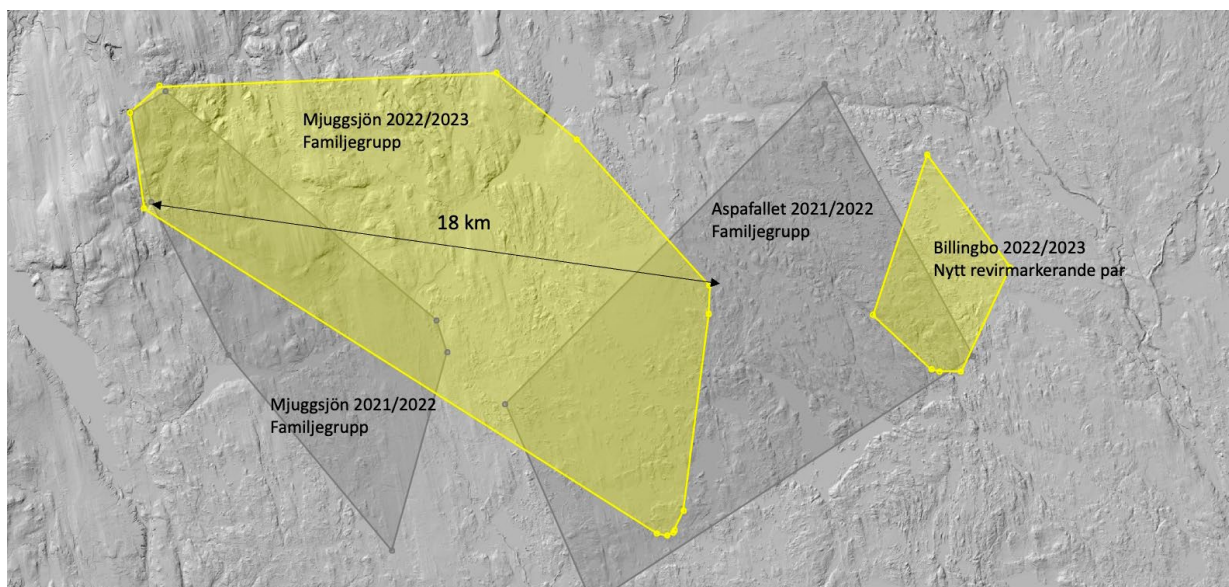 Mjuggsjön 2022/2023
Familjegrupp
18 km
Aspafallet 2021/2022
Familjegrupp
Billingbo 2022/2023
Nytt revirmarkerande par
Mjuggsjön 2021/2022
Familjegrupp